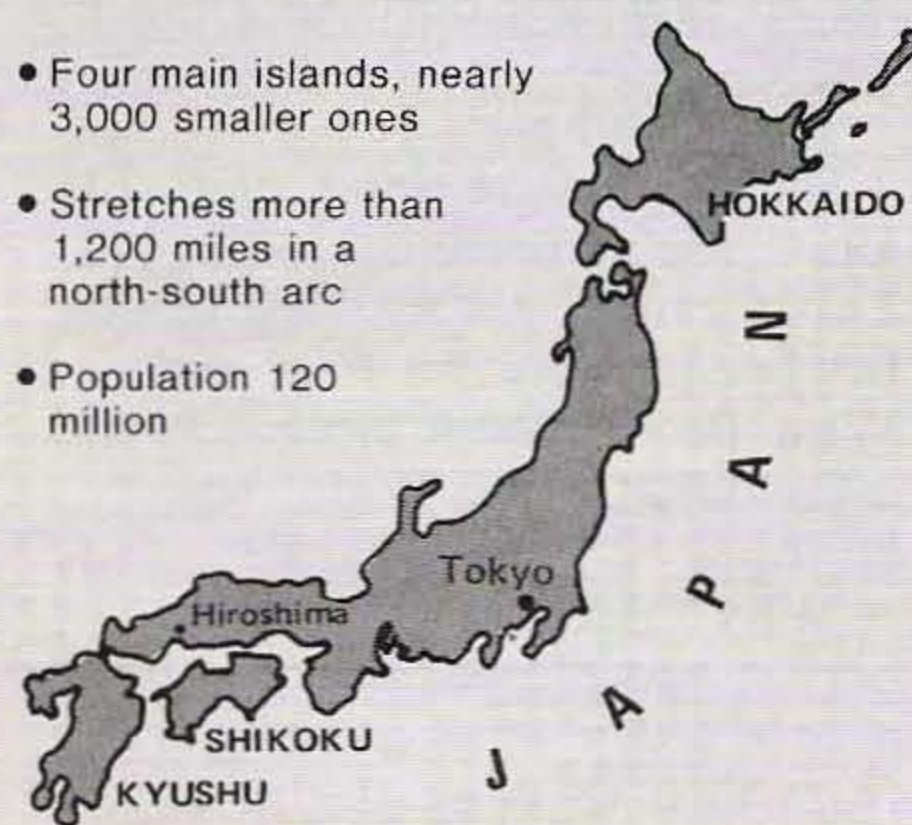 • Four main islands, nearly
3,000 smaller ones
• Stretches more than
1,200 miles in a
north-south arc
• Population 120
million
HOKKAIDO
Tokyo
Hiroshima
SHIKOKU
KYUSHU
JAPAN